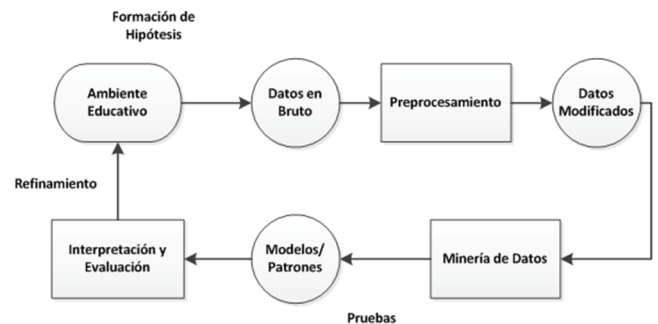 Formación de
Hipótesis
Ambiente
Educativo
Datos en
Bruto
Preprocesamiento
Datos
Modificados
Refinamiento
Interpretación y
Evaluación
Modelos/
Patrones
Minería de Datos
Pruebas